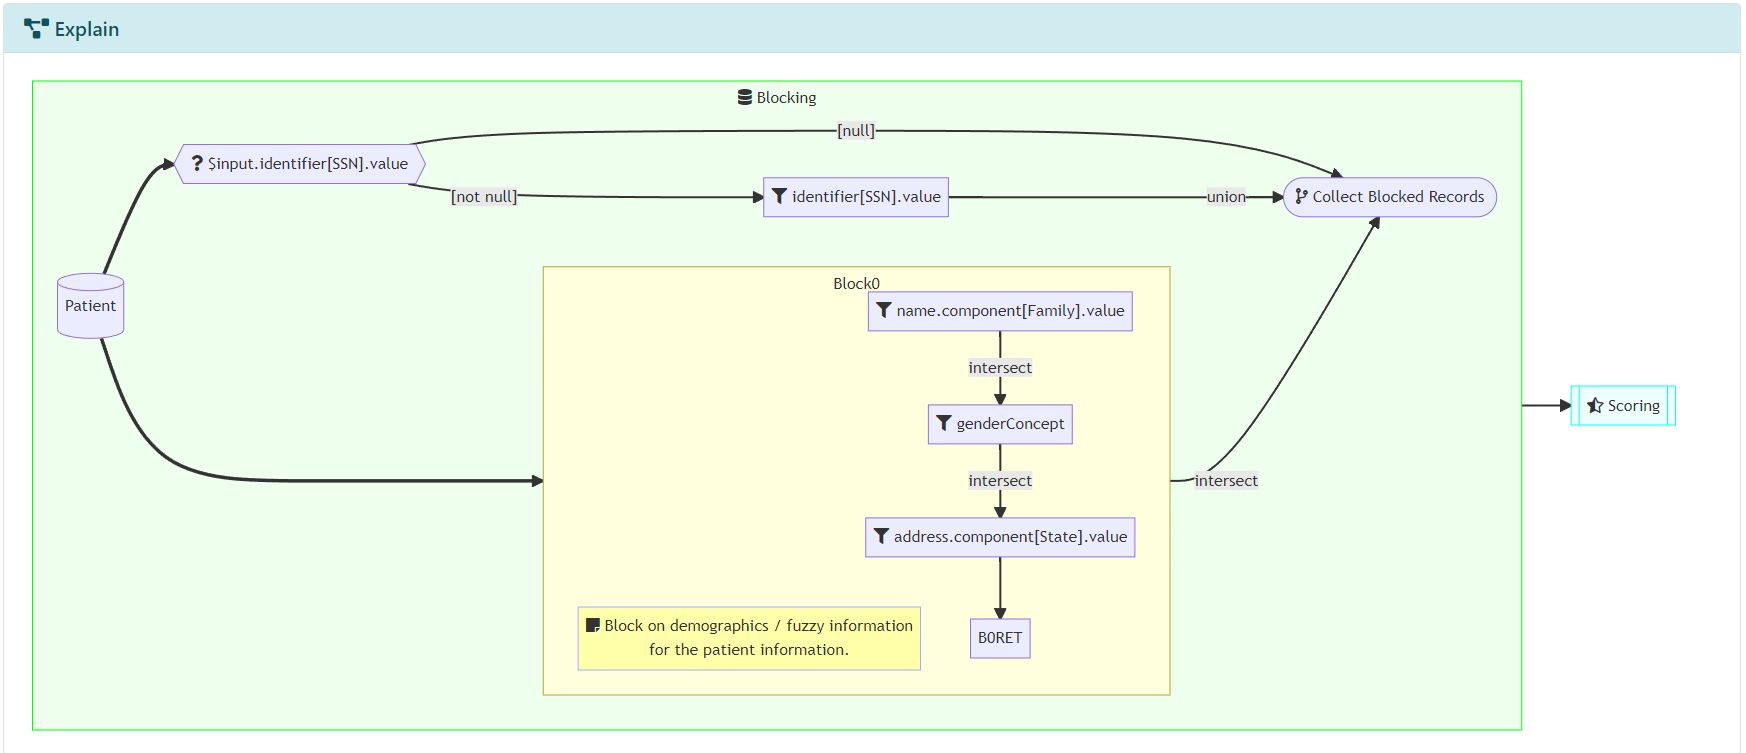 Explain
Blocking
[null]
$input.identifier[SSN].value
[not null]
identifier[SSN].value
union
Collect Blocked Records
Patient
Block0
name.component[Family].value
intersect
genderConcept
intersect
intersect
address.component[State].value
Block on demographics / fuzzy information
for the patient information.
B0RET
Scoring